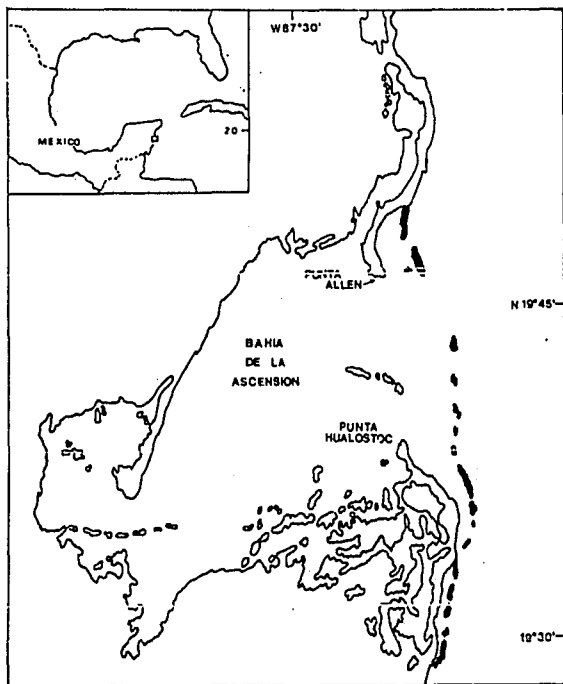 W87°30'
20
MEXICO
PUNTA
ALLEN
N 19°45'
BAHIA
DE LA
ASCENSION
PUNTA
HUALOSTOC
19°30'